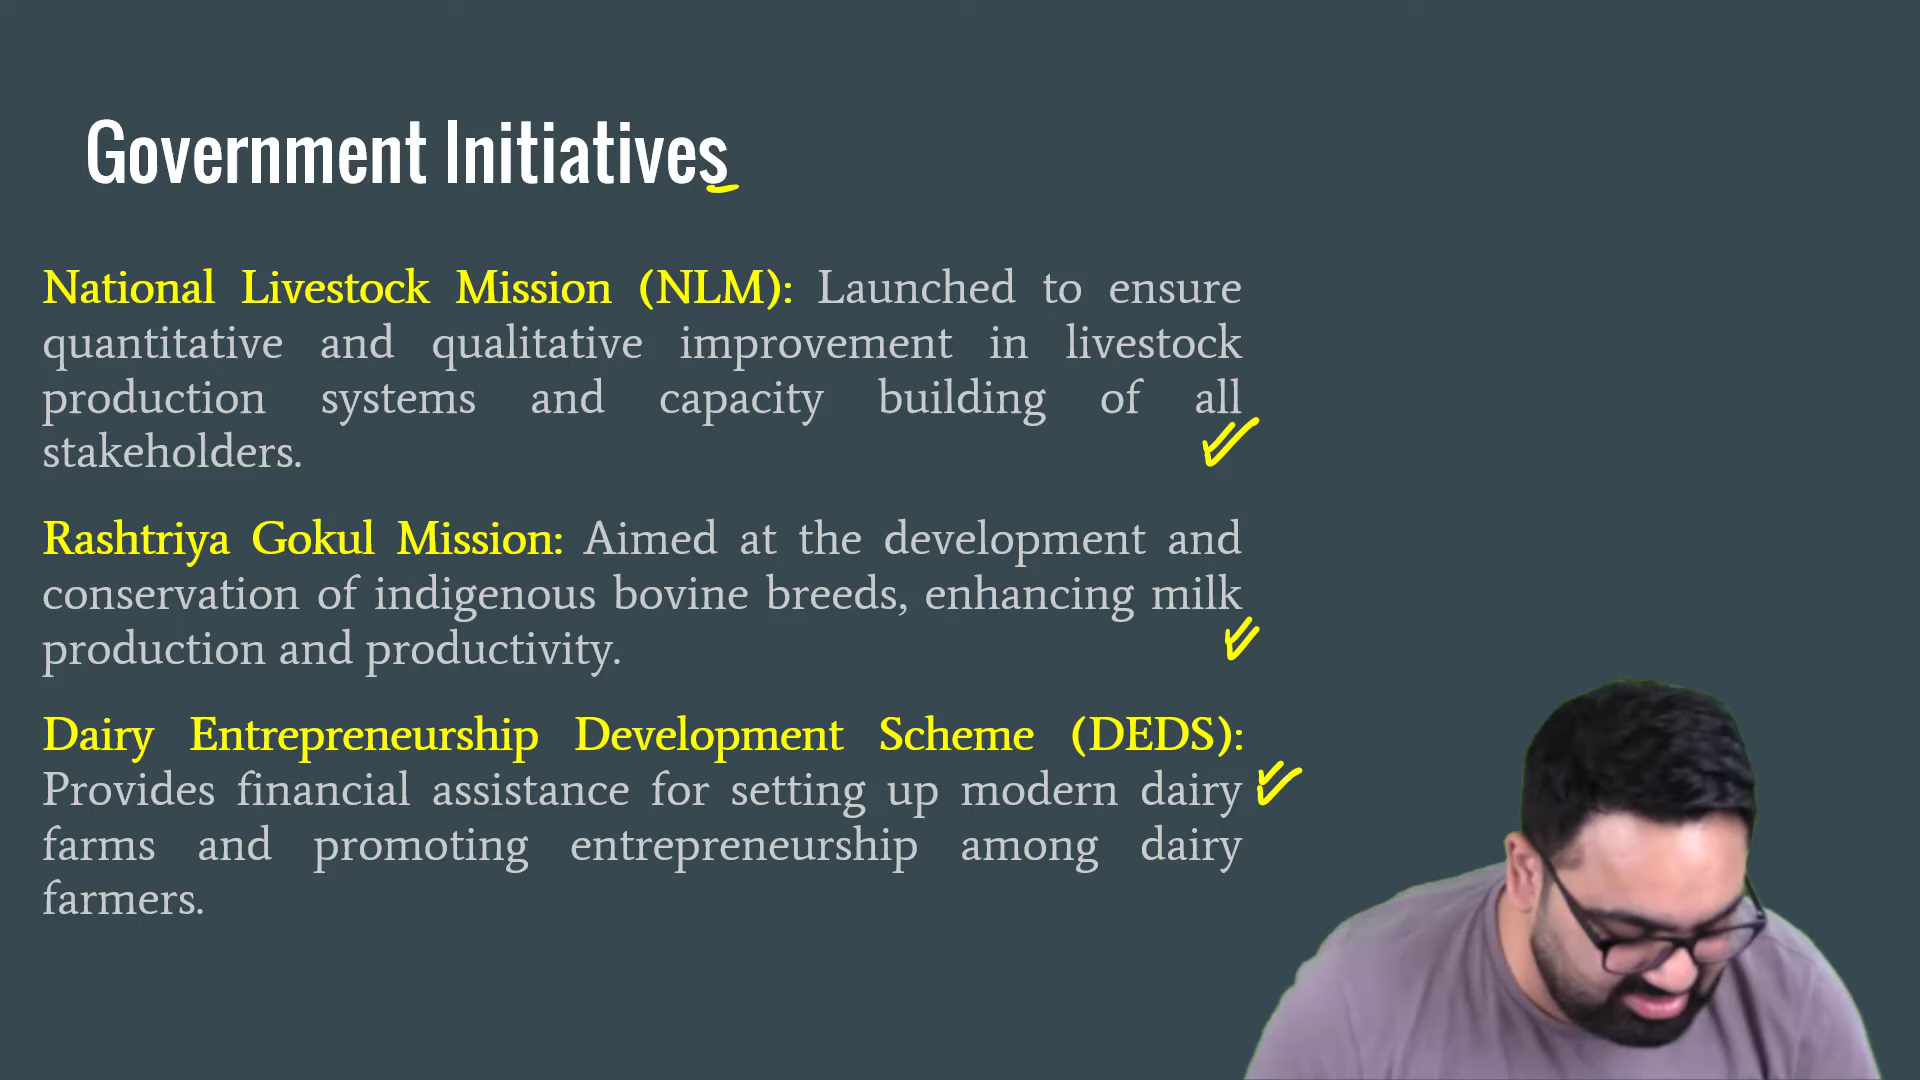 Government Initiatives
National Livestock Mission (NLM): Launched to ensure
quantitative and qualitative improvement in livestock
production systems and capacity building of all
stakeholders.
Rashtriya Gokul Mission: Aimed at the development and
conservation of indigenous bovine breeds, enhancing milk
production and productivity.
Dairy Entrepreneurship Development Scheme (DEDS):
Provides financial assistance for setting up modern dairy
farms and promoting entrepreneurship among dairy
farmers.